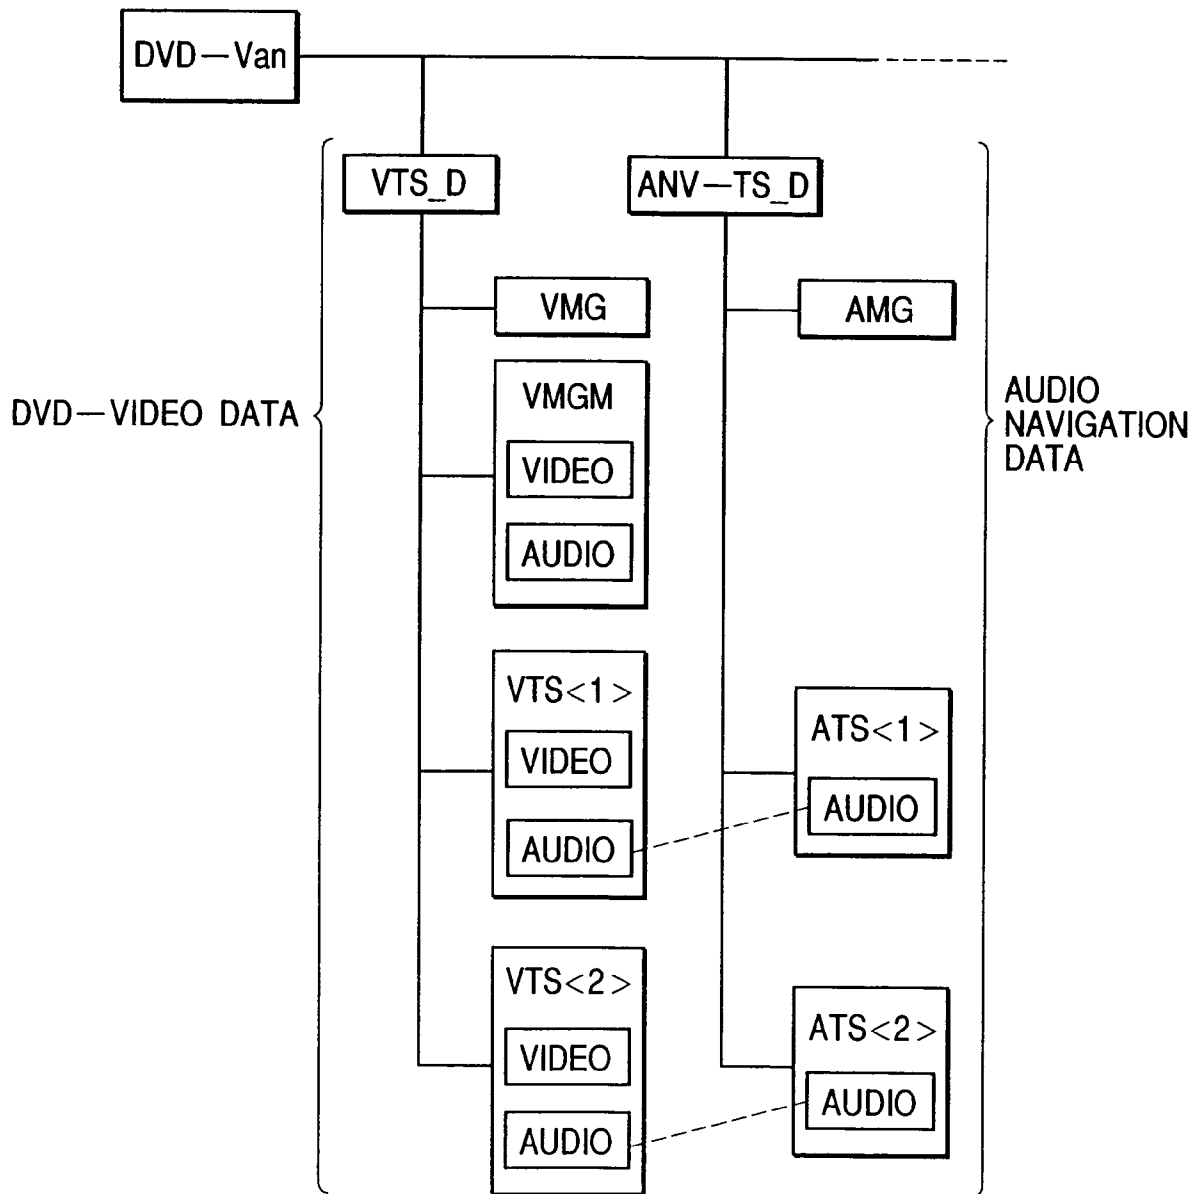 DVD—Van
VTS_D
ANV—TS_D
VMG
AMG
VMGM
VIDEO
AUDIO
DVD—VIDEO DATA
AUDIO
NAVIGATION
DATA
VTS<1>
VIDEO
AUDIO
ATS<1>
AUDIO
VTS<2>
VIDEO
AUDIO
ATS<2>
AUDIO